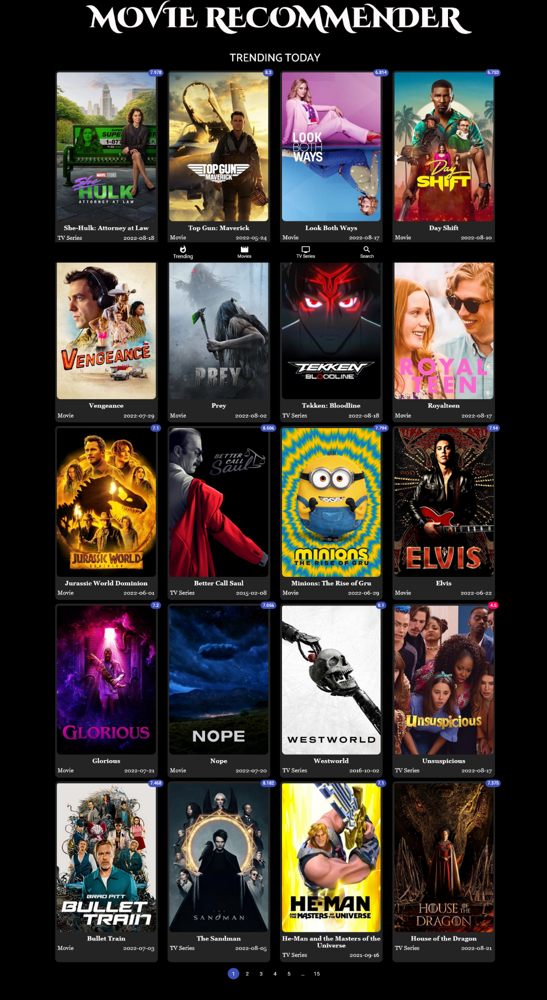 MOVIE RECOMMENDER
TRENDING TODAY
7.978
8.3
6.814
6.753
SUPER
1-877
MARVEL STUDIOS
She
HULK
ATTORNEY AT LAW
TOP GUN
MAVERICK
LOOK
BOTH
WAYS
Day
SHIFT
She-Hulk: Attorney at Law
TV Series 2022-08-18
Top Gun: Maverick
Movie 2022-05-24
Look Both Ways
Movie 2022-08-17
Day Shift
Movie 2022-08-10
Trending
Movies
TV Series
Search
VENGEANCE
PREY
TEKKEN
BLOODLINE
ROYAL
TEEN
Vengeance
Movie 2022-07-29
Prey
Movie 2022-08-02
Tekken: Bloodline
TV Series 2022-08-18
Royalteen
Movie 2022-08-17
7.1
8.506
7.794
7.94
JURASSIC WORLD
DOMINION
BETTER
CALL
Saul
minions
THE RISE OF GRU
ELVIS
Jurassic World Dominion
Movie 2022-06-01
Better Call Saul
TV Series 2015-02-08
Minions: The Rise of Gru
Movie 2022-06-29
Elvis
Movie 2022-06-22
7.2
7.056
8.1
4.5
GLORIOUS
NOPE
WESTWORLD
Unsuspicious
Glorious
Movie 2022-07-21
Nope
Movie 2022-07-20
Westworld
TV Series 2016-10-02
Unsuspicious
TV Series 2022-08-17
7.468
8.182
7.1
7.375
BRAD PITT
BULLET
TRAIN
THE
SANDMAN
HE-MAN
AND THE MASTERS OF THE UNIVERSE
HOUSE OF THE
DRAGON
Bullet Train
Movie 2022-07-03
The Sandman
TV Series 2022-08-05
He-Man and the Masters of the
Universe
TV Series 2021-09-16
House of the Dragon
TV Series 2022-08-21
1 2 3 4 5 ... 15